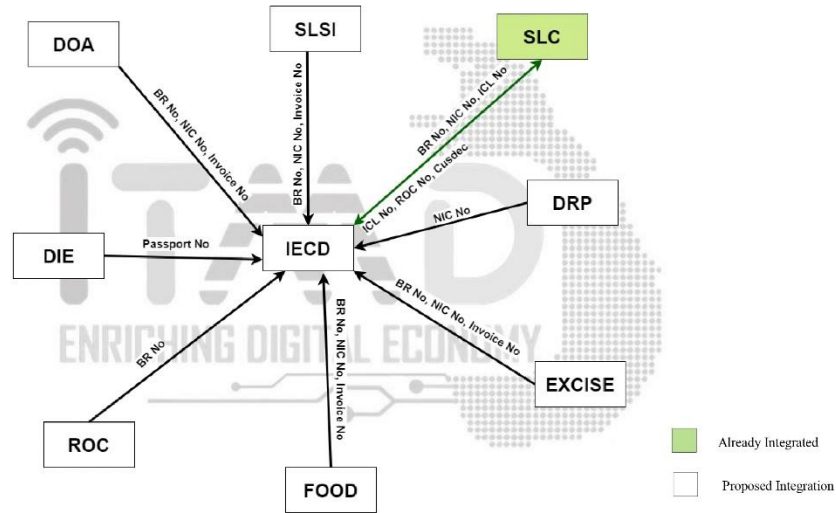 DOA
SLSI
SLC
BR No, NIC No, Invoice No
BR No, NIC No, Invoice No
BR No, NIC No, ICL No
ICL No, ROC No, Cusdec
NIC No
DRP
DIE
Passport No
IECD
ITMD
ENRICHING DIGITAL ECONOMY
BR No
BR No, NIC No, Invoice No
BR No, NIC No, Invoice No
EXCISE
ROC
FOOD
Already Integrated
Proposed Integration